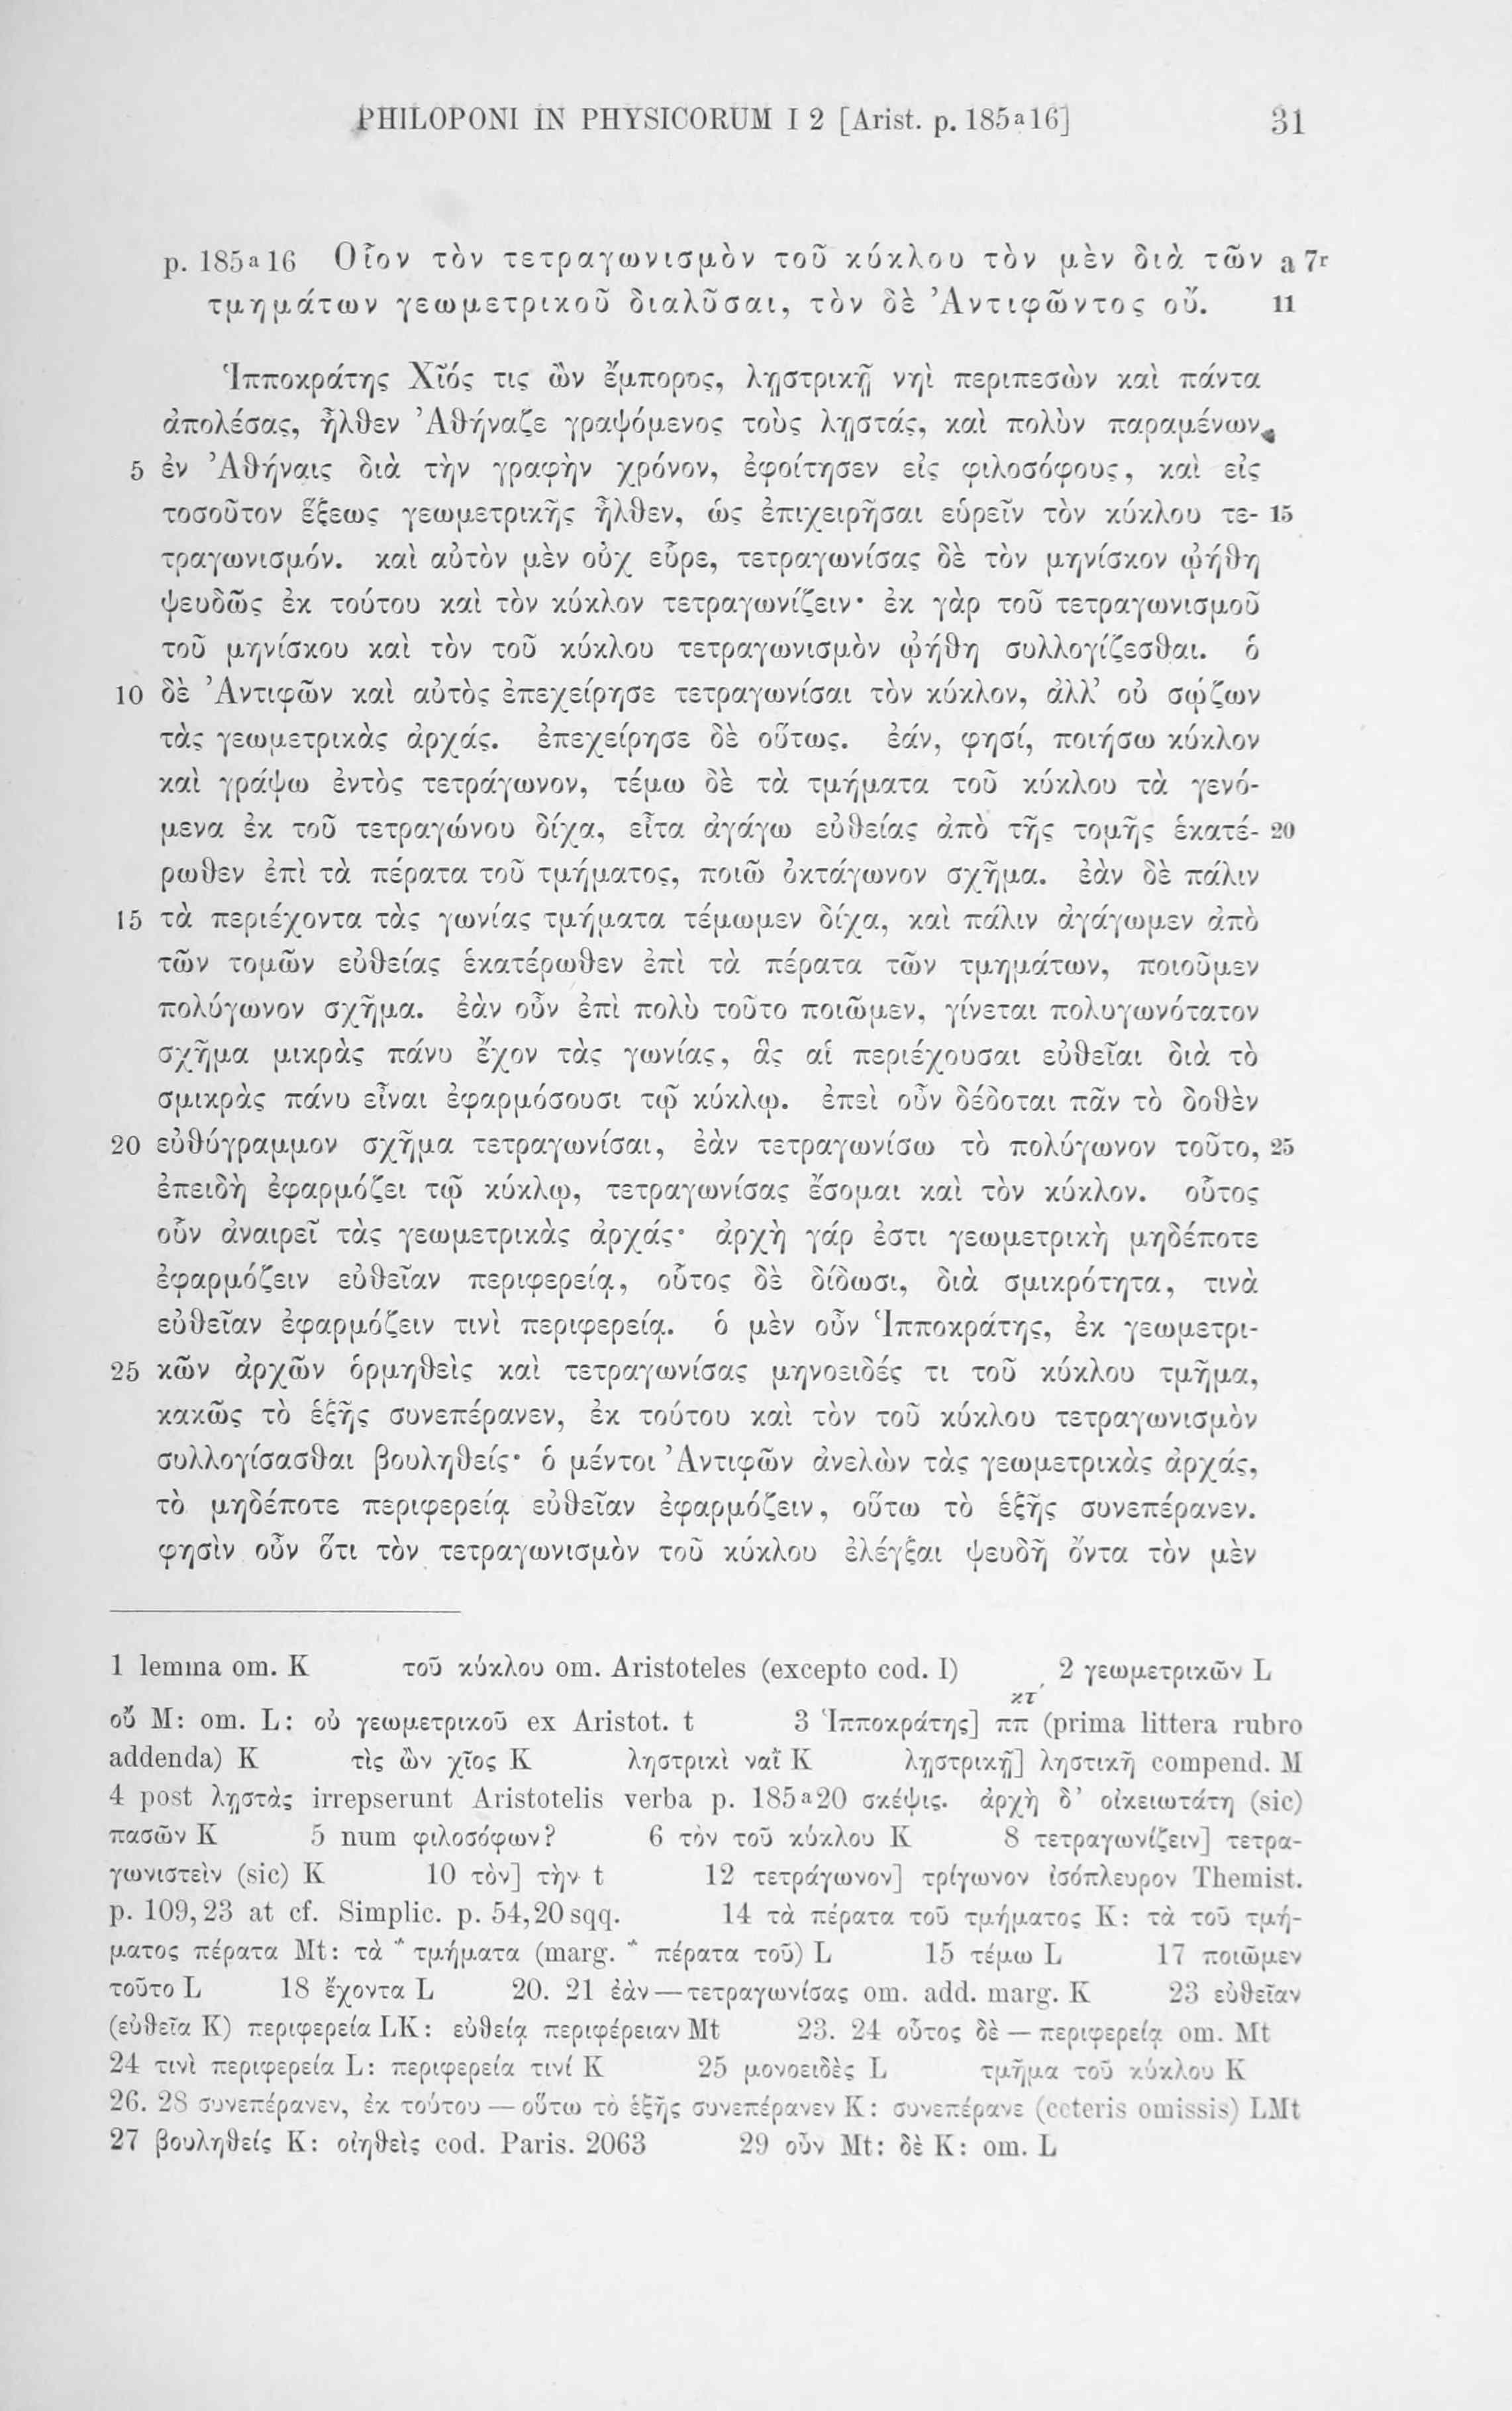 PHILOPONI IN PHYSICORUM I 2 [Arist. p. 185ᵃ16] 31
p. 185ᵃ16 Οἷον τὸν τετραγωνισμὸν τοῦ κύκλου τὸν μὲν διὰ τῶν a 7ʳ
τμημάτων γεωμετρικοῦ διαλῦσαι, τὸν δὲ Ἀντιφῶντος οὔ. 11
Ἱπποκράτης Χῖός τις ὢν ἔμπορος, λῃστρικῇ νηῒ περιπεσὼν καὶ πάντα
ἀπολέσας, ἦλθεν Ἀθήναζε γραψόμενος τοὺς λῃστάς, καὶ πολὺν παραμένων
5 ἐν Ἀθήναις διὰ τὴν γραφὴν χρόνον, ἐφοίτησεν εἰς φιλοσόφους, καὶ εἰς
τοσοῦτον ἕξεως γεωμετρικῆς ἦλθεν, ὡς ἐπιχειρῆσαι εὑρεῖν τὸν κύκλου τε- 15
τραγωνισμόν. καὶ αὐτὸν μὲν οὐχ εὗρε, τετραγωνίσας δὲ τὸν μηνίσκον ᾠήθη
ψευδῶς ἐκ τούτου καὶ τὸν κύκλον τετραγωνίζειν· ἐκ γὰρ τοῦ τετραγωνισμοῦ
τοῦ μηνίσκου καὶ τὸν τοῦ κύκλου τετραγωνισμὸν ᾠήθη συλλογίζεσθαι. ὁ
10 δὲ Ἀντιφῶν καὶ αὐτὸς ἐπεχείρησε τετραγωνίσαι τὸν κύκλον, ἀλλ’ οὐ σῴζων
τὰς γεωμετρικὰς ἀρχάς. ἐπεχείρησε δὲ οὕτως. ἐάν, φησί, ποιήσω κύκλον
καὶ γράψω ἐντὸς τετράγωνον, τέμω δὲ τὰ τμήματα τοῦ κύκλου τὰ γενό-
μενα ἐκ τοῦ τετραγώνου δίχα, εἶτα ἀγάγω εὐθείας ἀπὸ τῆς τομῆς ἑκατέ- 20
ρωθεν ἐπὶ τὰ πέρατα τοῦ τμήματος, ποιῶ ὀκτάγωνον σχῆμα. ἐὰν δὲ πάλιν
15 τὰ περιέχοντα τὰς γωνίας τμήματα τέμωμεν δίχα, καὶ πάλιν ἀγάγωμεν ἀπὸ
τῶν τομῶν εὐθείας ἑκατέρωθεν ἐπὶ τὰ πέρατα τῶν τμημάτων, ποιοῦμεν
πολύγωνον σχῆμα. ἐὰν οὖν ἐπὶ πολὺ τοῦτο ποιῶμεν, γίνεται πολυγωνότατον
σχῆμα μικρὰς πάνυ ἔχον τὰς γωνίας, ἃς αἱ περιέχουσαι εὐθεῖαι διὰ τὸ
σμικρὰς πάνυ εἶναι ἐφαρμόσουσι τῷ κύκλῳ. ἐπεὶ οὖν δέδοται πᾶν τὸ δοθὲν
20 εὐθύγραμμον σχῆμα τετραγωνίσαι, ἐὰν τετραγωνίσω τὸ πολύγωνον τοῦτο, 25
ἐπειδὴ ἐφαρμόζει τῷ κύκλῳ, τετραγωνίσας ἔσομαι καὶ τὸν κύκλον. οὗτος
οὖν ἀναιρεῖ τὰς γεωμετρικὰς ἀρχάς· ἀρχὴ γάρ ἐστι γεωμετρικὴ μηδέποτε
ἐφαρμόζειν εὐθεῖαν περιφερείᾳ, οὗτος δὲ δίδωσι, διὰ σμικρότητα, τινὰ
εὐθεῖαν ἐφαρμόζειν τινὶ περιφερείᾳ. ὁ μὲν οὖν Ἱπποκράτης, ἐκ γεωμετρι-
25 κῶν ἀρχῶν ὁρμηθεὶς καὶ τετραγωνίσας μηνοειδές τι τοῦ κύκλου τμῆμα,
κακῶς τὸ ἑξῆς συνεπέρανεν, ἐκ τούτου καὶ τὸν τοῦ κύκλου τετραγωνισμὸν
συλλογίσασθαι βουληθείς· ὁ μέντοι Ἀντιφῶν ἀνελὼν τὰς γεωμετρικὰς ἀρχάς,
τὸ μηδέποτε περιφερείᾳ εὐθεῖαν ἐφαρμόζειν, οὕτω τὸ ἑξῆς συνεπέρανεν.
φησὶν οὖν ὅτι τὸν τετραγωνισμὸν τοῦ κύκλου ἐλέγξαι ψευδῆ ὄντα τὸν μὲν
1 lemma om. K τοῦ κύκλου om. Aristoteles (excepto cod. I) 2 γεωμετρικῶν L
οὔ M: om. L: οὐ γεωμετρικοῦ ex Aristot. t 3 Ἱπποκράτης] ππ κτ (prima littera rubro
addenda) K τὶς ὢν χῖος K ληστρικὶ ναῒ K λῃστρικῇ] ληστικῆ compend. M
4 post λῃστὰς irrepserunt Aristotelis verba p. 185ᵃ20 σκέψις. ἀρχὴ δ’ οἰκειωτάτη (sic)
πασῶν K 5 num φιλοσόφων? 6 τὸν τοῦ κύκλου K 8 τετραγωνίζειν] τετρα-
γωνιστεὶν (sic) K 10 τὸν] τὴν t 12 τετράγωνον] τρίγωνον ἰσόπλευρον Themist.
p. 109,23 at cf. Simplic. p. 54,20 sqq. 14 τὰ πέρατα τοῦ τμήματος K: τὰ τοῦ τμή-
ματος πέρατα Mt: τὰ * τμήματα (marg. * πέρατα τοῦ) L 15 τέμω L 17 ποιῶμεν
τοῦτο L 18 ἔχοντα L 20. 21 ἐὰν — τετραγωνίσας om. add. marg. K 23 εὐθεῖαν
(εὐθεῖα K) περιφερεία LK: εὐθείᾳ περιφέρειαν Mt 23. 24 οὗτος δὲ — περιφερείᾳ om. Mt
24 τινὶ περιφερεία L: περιφερεία τινί K 25 μονοειδὲς L τμῆμα τοῦ κύκλου K
26. 28 συνεπέρανεν, ἐκ τούτου — οὕτω τὸ ἑξῆς συνεπέρανεν K: συνεπέρανε (ceteris omissis) LMt
27 βουληθείς K: οἰηθεὶς cod. Paris. 2063 29 οὖν Mt: δὲ K: om. L